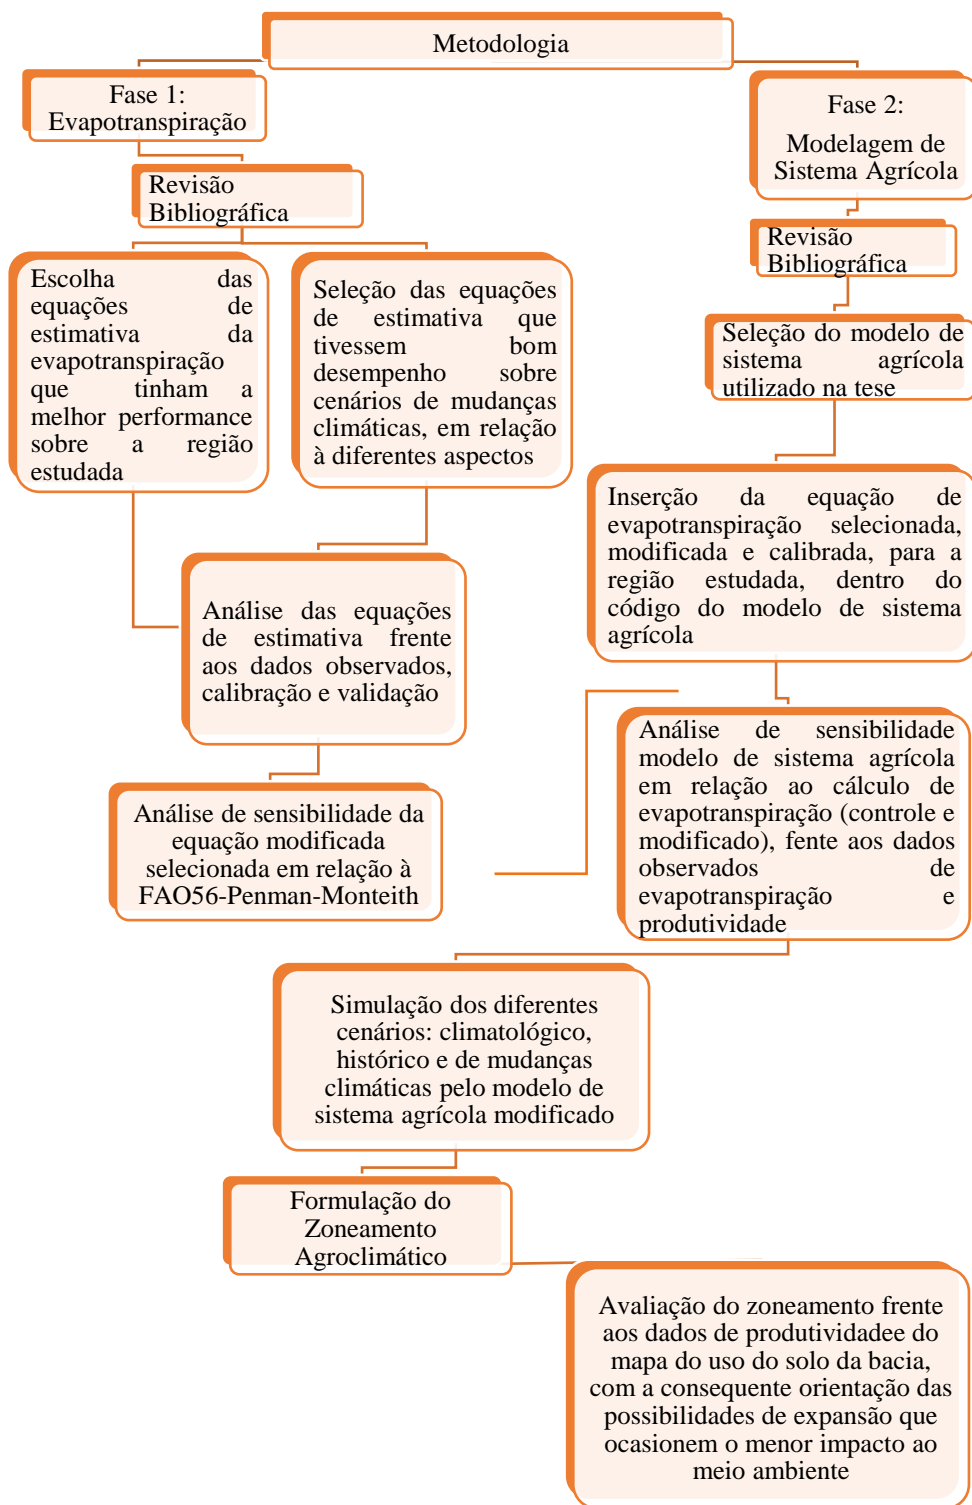 Metodologia
Fase 1:
Evapotranspiração
Revisão
Bibliográfica
Escolha das
equações de
estimativa da
evapotranspiração
que tinham a
melhor performance
sobre a região
estudada
Seleção das equações
de estimativa que
tivessem bom
desempenho sobre
cenários de mudanças
climáticas, em relação
à diferentes aspectos
Análise das equações
de estimativa frente
aos dados observados,
calibração e validação
Análise de sensibilidade da
equação modificada
selecionada em relação à
FAO56-Penman-Monteith
Fase 2:
Modelagem de
Sistema Agrícola
Revisão
Bibliográfica
Seleção do modelo de
sistema agrícola
utilizado na tese
Inserção da equação de
evapotranspiração selecionada,
modificada e calibrada, para a
região estudada, dentro do
código do modelo de sistema
agrícola
Análise de sensibilidade
modelo de sistema agrícola
em relação ao cálculo de
evapotranspiração (controle e
modificado), fente aos dados
observados de
evapotranspiração e
produtividade
Simulação dos diferentes
cenários: climatológico,
histórico e de mudanças
climáticas pelo modelo de
sistema agrícola modificado
Formulação do
Zoneamento
Agroclimático
Avaliação do zoneamento frente
aos dados de produtividadee do
mapa do uso do solo da bacia,
com a consequente orientação das
possibilidades de expansão que
ocasionem o menor impacto ao
meio ambiente